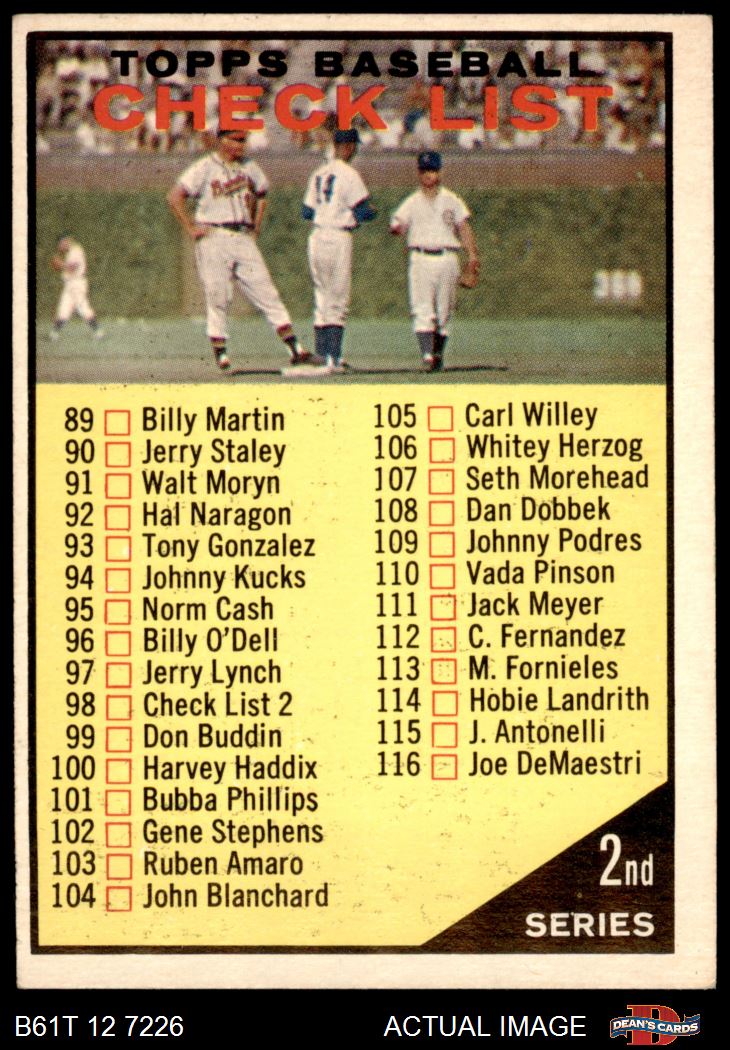 TOPPS BASEBALL
CHECK LIST
Braves
14
368
89 Billy Martin
90 Jerry Staley
91 Walt Moryn
92 Hal Naragon
93 Tony Gonzalez
94 Johnny Kucks
95 Norm Cash
96 Billy O'Dell
97 Jerry Lynch
98 Check List 2
99 Don Buddin
100 Harvey Haddix
101 Bubba Phillips
102 Gene Stephens
103 Ruben Amaro
104 John Blanchard
105 Carl Willey
106 Whitey Herzog
107 Seth Morehead
108 Dan Dobbek
109 Johnny Podres
110 Vada Pinson
111 Jack Meyer
112 C. Fernandez
113 M. Fornieles
114 Hobie Landrith
115 J. Antonelli
116 Joe DeMaestri
2nd
SERIES
B61T 12 7226
ACTUAL IMAGE
DEAN'S CARDS